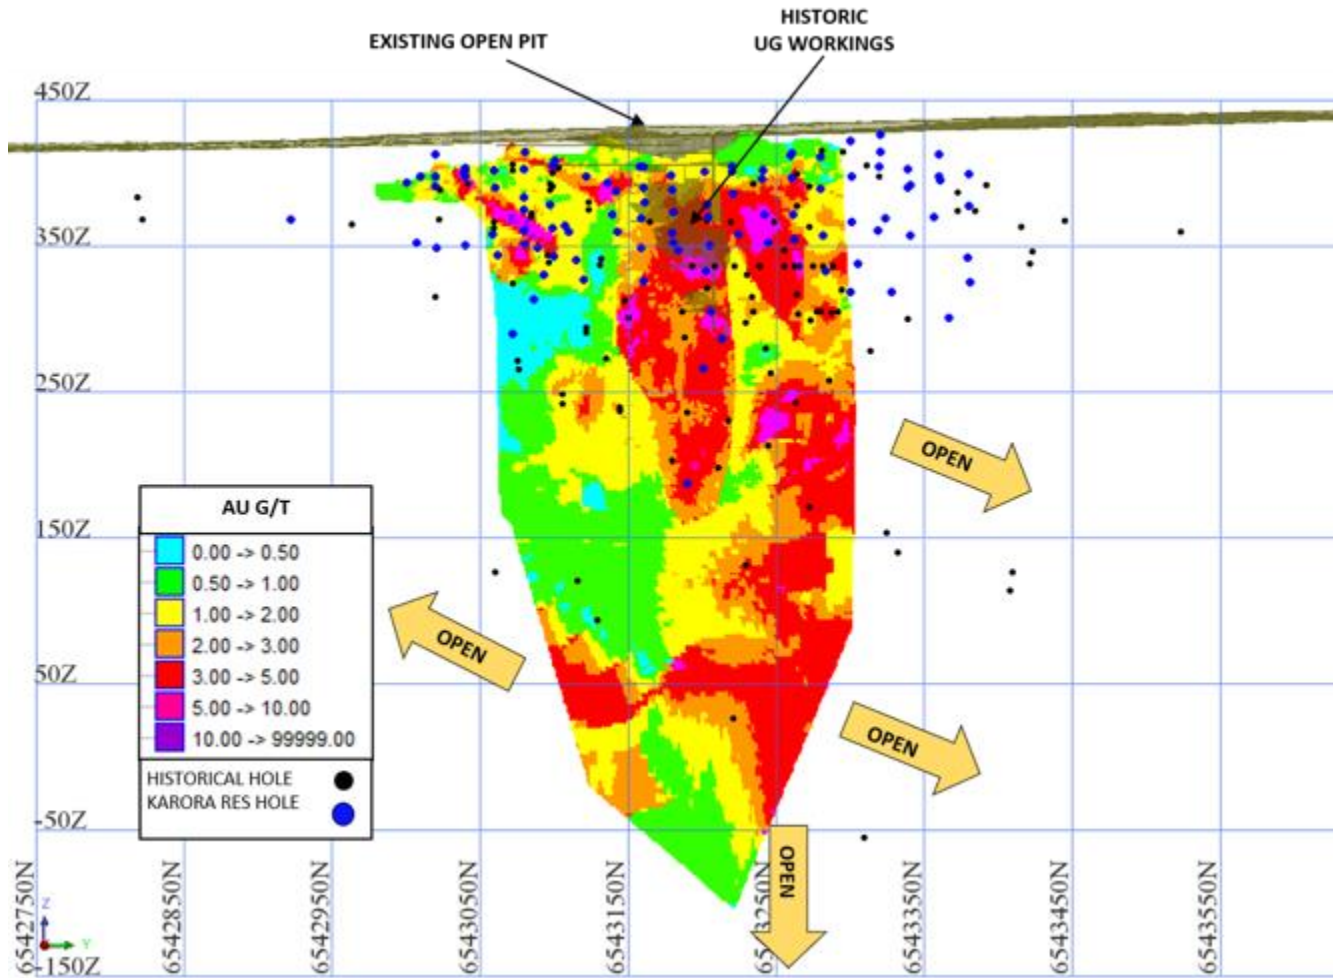 HISTORIC
UG WORKINGS
EXISTING OPEN PIT
450Z
350Z
250Z
OPEN
AU G/T
150Z
0.00 -> 0.50
0.50 -> 1.00
1.00 -> 2.00
OPEN
2.00 -> 3.00
3.00 -> 5.00
50Z
5.00 -> 10.00
10.00 -> 99999.00
OPEN
HISTORICAL HOLE
KARORA RES HOLE
-50Z
OPEN
6542750N
6542850N
6542950N
6543050N
6543150N
6543250N
6543350N
6543450N
6543550N
Z
Y
-150Z